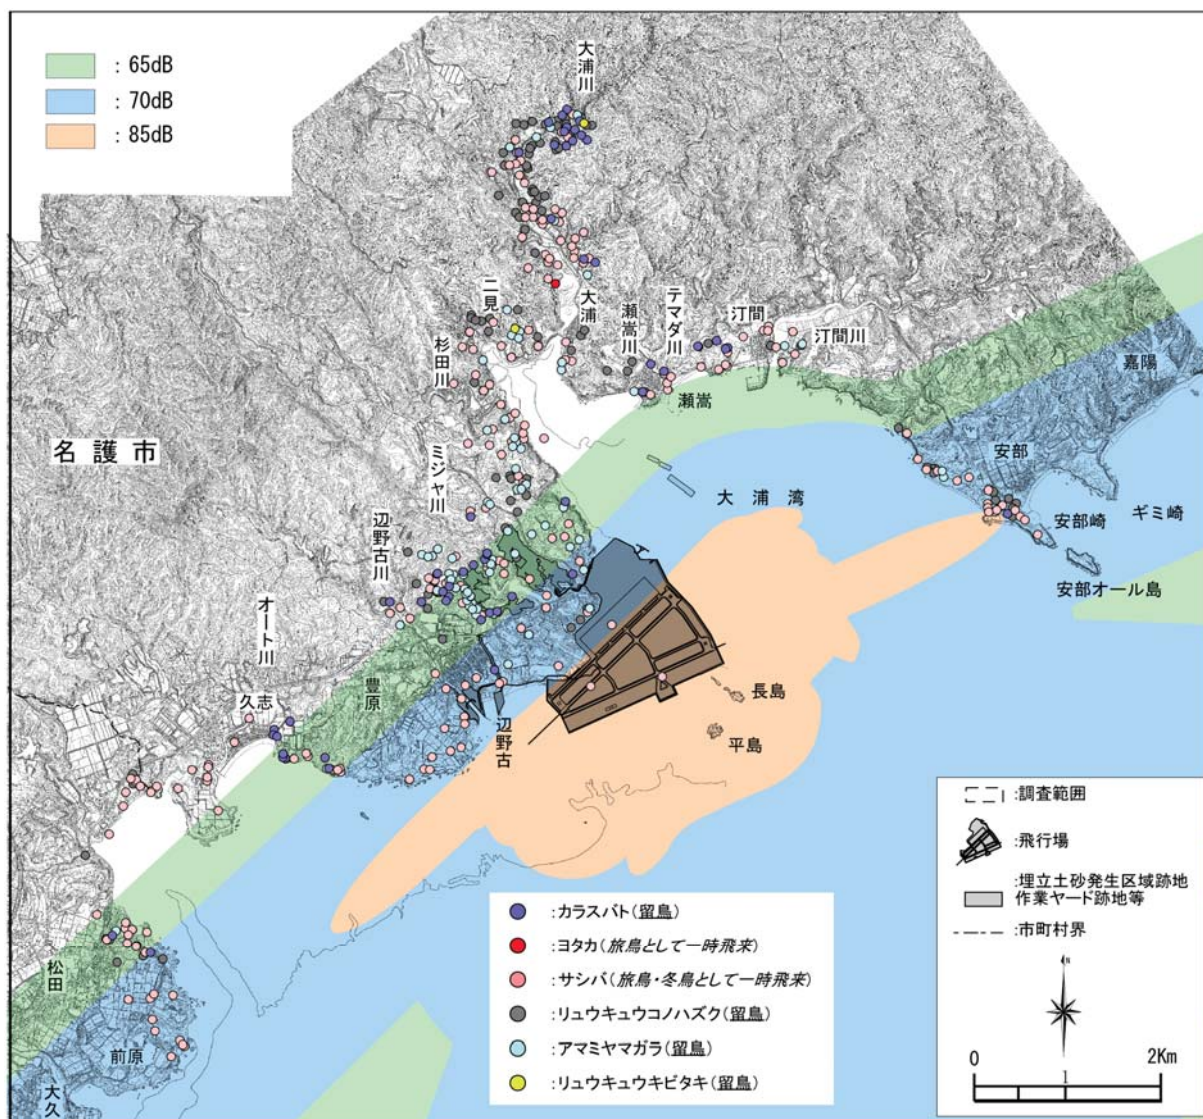 : 65dB
: 70dB
: 85dB
大浦川
二見
大浦
瀬嵩川
テマダ川
汀間
汀間川
杉田川
瀬嵩
嘉陽
名護市
ミジャ川
安部
大浦湾
安部崎
ギミ崎
辺野古川
安部オール島
オート川
久志
豊原
辺野古
長島
平島
松田
前原
大久
:カラスバト(留鳥)
:ヨタカ(旅鳥として一時飛来)
:サシバ(旅鳥・冬鳥として一時飛来)
:リュウキュウコノハズク(留鳥)
:アマミヤマガラ(留鳥)
:リュウキュウキビタキ(留鳥)
:調査範囲
:飛行場
:埋立土砂発生区域跡地
作業ヤード跡地等
:市町村界
N
0 1 2Km